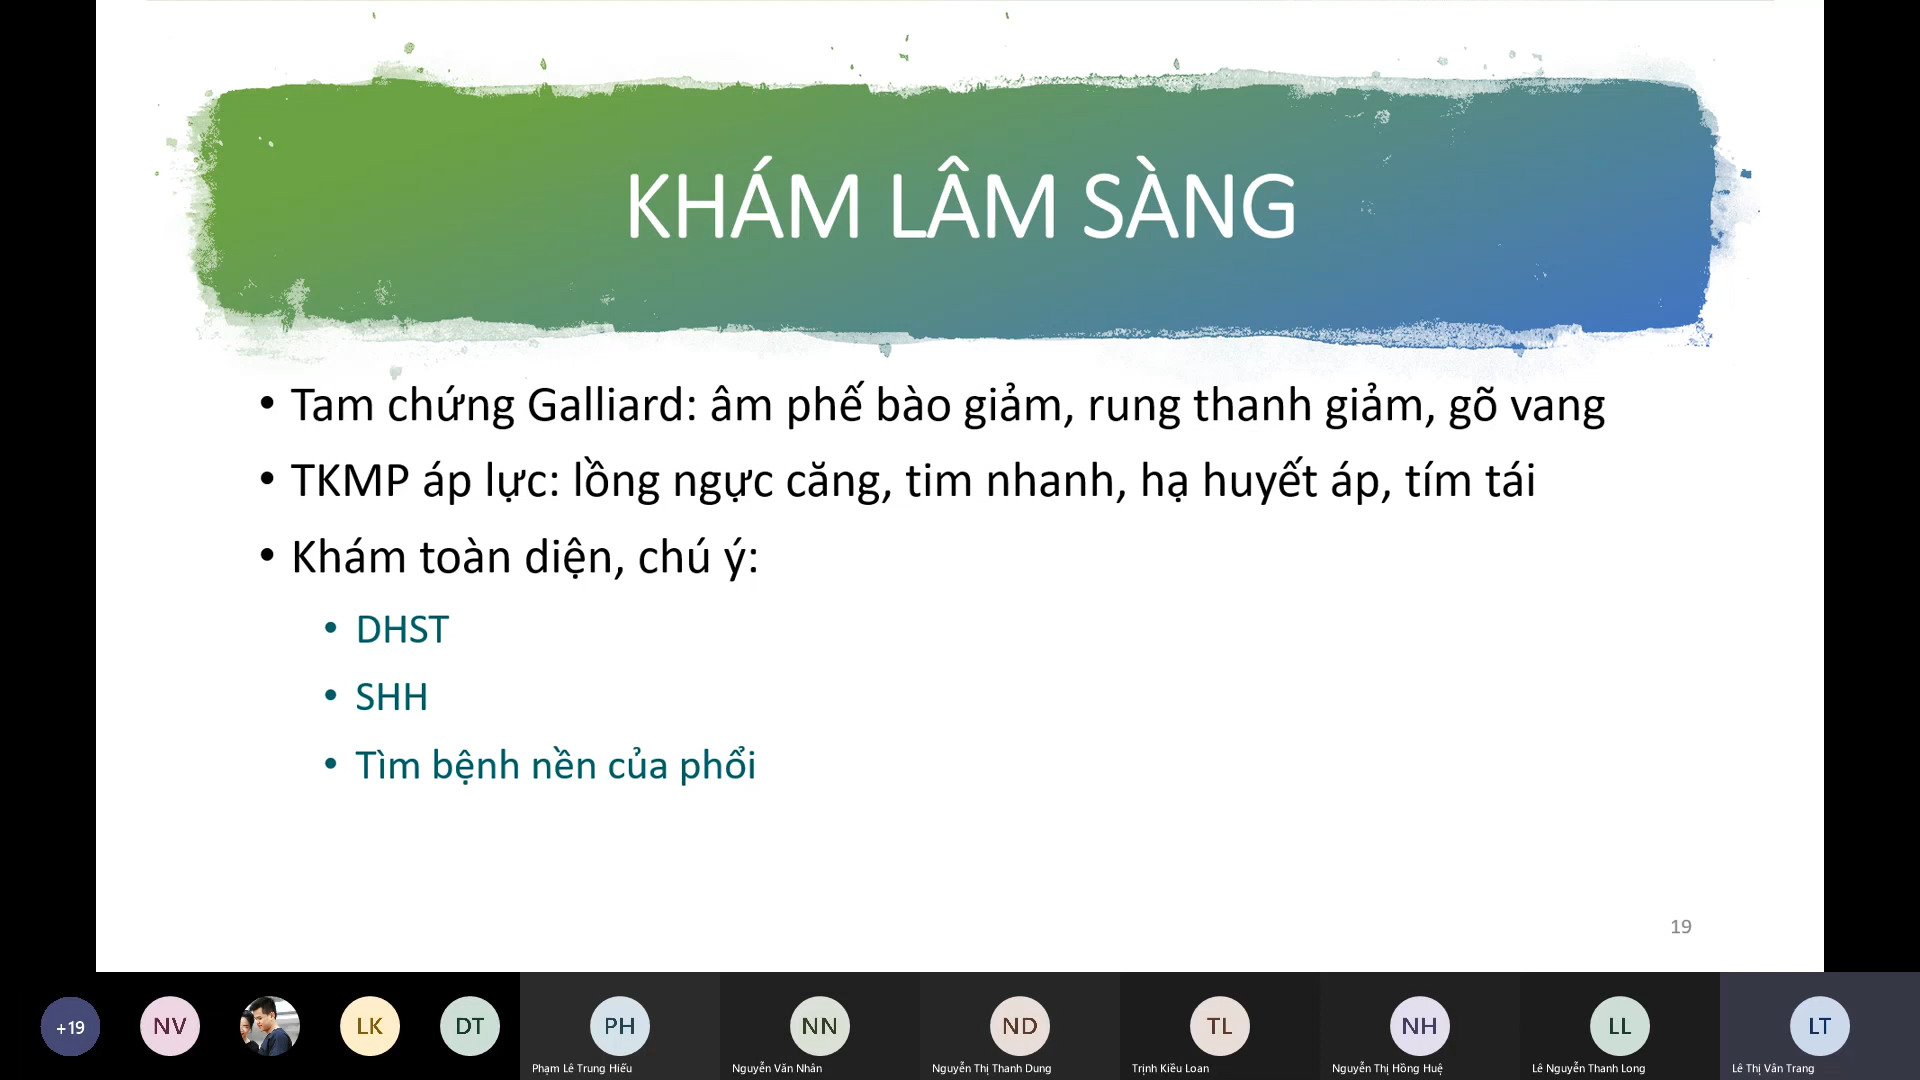 KHÁM LÂM SÀNG
• Tam chứng Galliard: âm phế bào giảm, rung thanh giảm, gõ vang
• TKMP áp lực: lồng ngực căng, tim nhanh, hạ huyết áp, tím tái
• Khám toàn diện, chú ý:
• DHST
• SHH
• Tìm bệnh nền của phổi
19
+19
NV
LK
DT
PH
NN
ND
TL
NH
LL
LT
Phạm Lê Trung Hiếu
Nguyễn Văn Nhân
Nguyễn Thị Thanh Dung
Trịnh Kiều Loan
Nguyễn Thị Hồng Huệ
Lê Nguyễn Thanh Long
Lê Thị Vân Trang